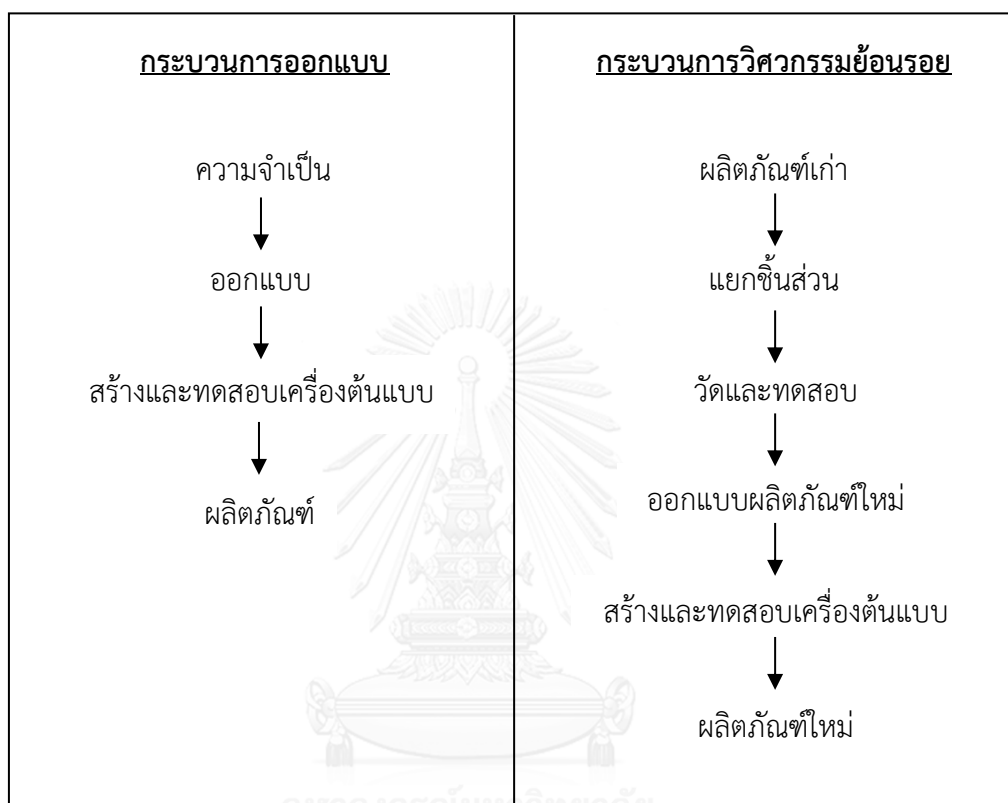 กระบวนการออกแบบ
ความจำเป็น
ออกแบบ
สร้างและทดสอบเครื่องต้นแบบ
ผลิตภัณฑ์
กระบวนการวิศวกรรมย้อนรอย
ผลิตภัณฑ์เก่า
แยกชิ้นส่วน
วัดและทดสอบ
ออกแบบผลิตภัณฑ์ใหม่
สร้างและทดสอบเครื่องต้นแบบ
ผลิตภัณฑ์ใหม่